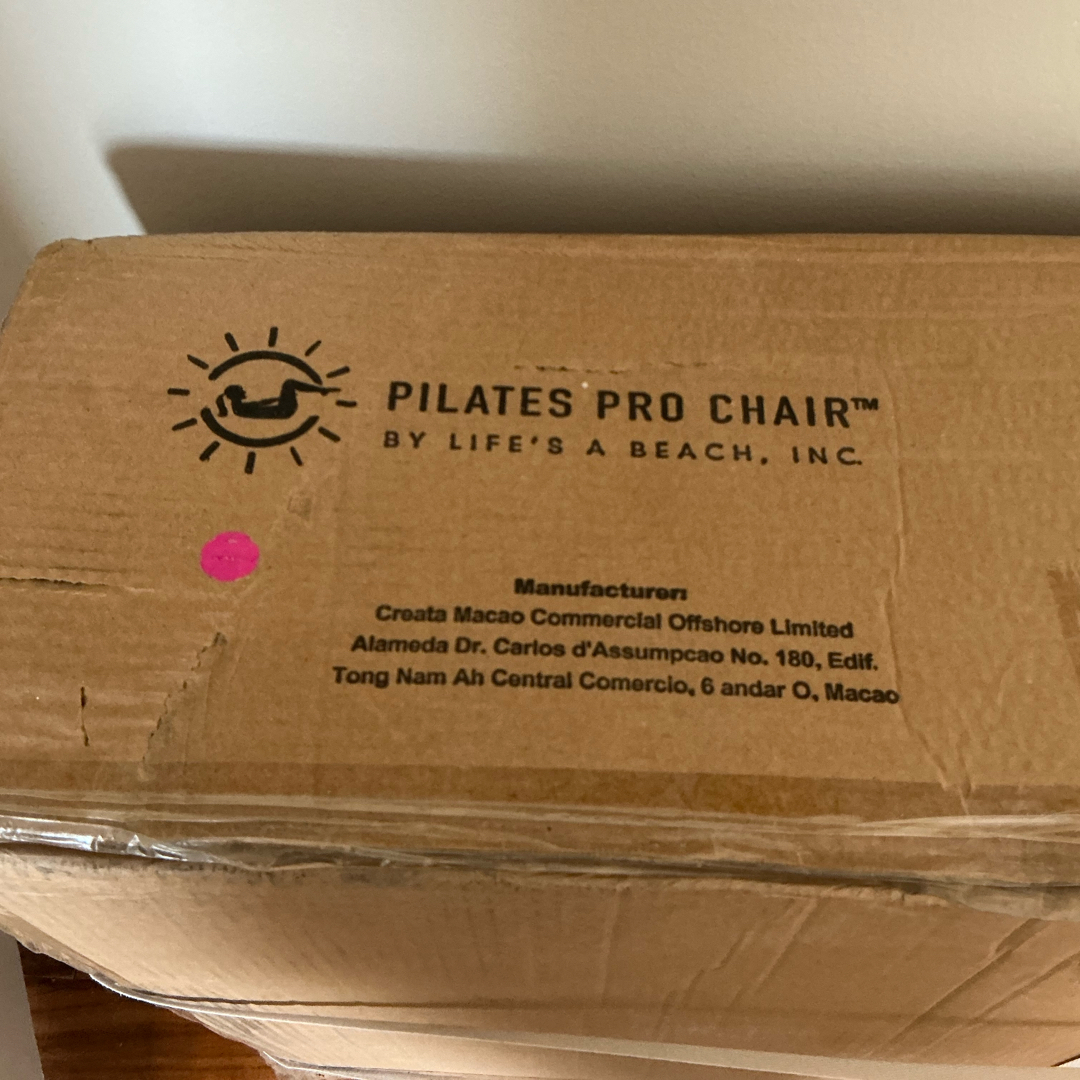 PILATES PRO CHAIR™
BY LIFE'S A BEACH, INC.
Manufacturer:
Creata Macao Commercial Offshore Limited
Alameda Dr. Carlos d'Assumpcao No. 180, Edif.
Tong Nam Ah Central Comercio, 6 andar O, Macao